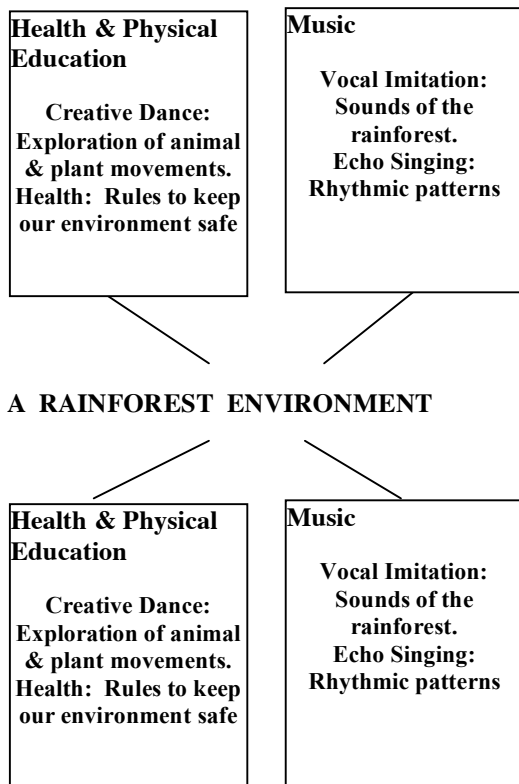 Health & Physical
Education
Creative Dance:
Exploration of animal
& plant movements.
Health: Rules to keep
our environment safe
Music
Vocal Imitation:
Sounds of the
rainforest.
Echo Singing:
Rhythmic patterns
A RAINFOREST ENVIRONMENT
Health & Physical
Education
Creative Dance:
Exploration of animal
& plant movements.
Health: Rules to keep
our environment safe
Music
Vocal Imitation:
Sounds of the
rainforest.
Echo Singing:
Rhythmic patterns